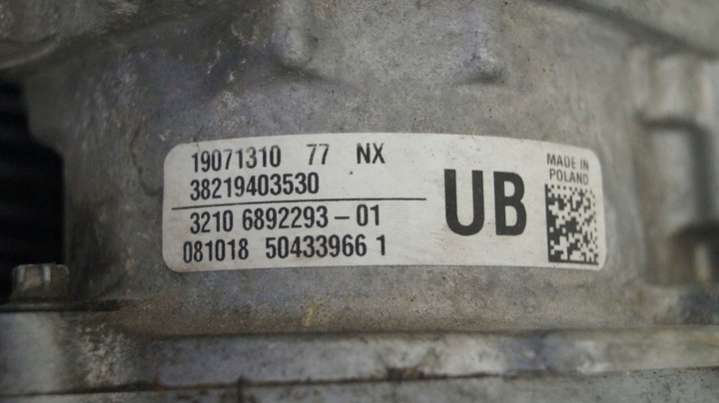 19071310 77 NX
38219403530
3210 6892293-01
081018 50433966 1
UB
MADE IN
POLAND